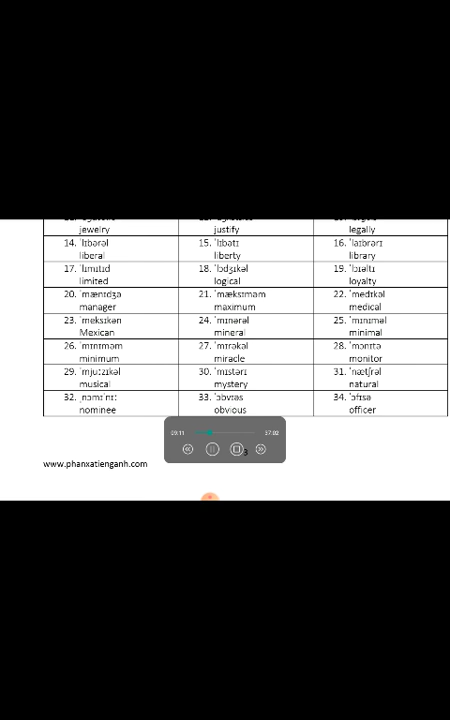 jewelry justify legally
14. ˈlɪbərəl 15. ˈlɪbətɪ 16. ˈlaɪbrərɪ
liberal liberty library
17. ˈlɪmɪtɪd 18. ˈlɒdʒɪkəl 19. ˈlɔɪəltɪ
limited logical loyalty
20. ˈmænɪdʒə 21. ˈmæksɪməm 22. ˈmedɪkəl
manager maximum medical
23. ˈmeksɪkən 24. ˈmɪnərəl 25. ˈmɪnɪməl
Mexican mineral minimal
26. ˈmɪnɪməm 27. ˈmɪrəkəl 28. ˈmɒnɪtə
minimum miracle monitor
29. ˈmjuːzɪkəl 30. ˈmɪstərɪ 31. ˈnætʃrəl
musical mystery natural
32. ˌnɒmɪˈniː 33. ˈɒbvɪəs 34. ˈɒfɪsə
nominee obvious officer
09:11 37:02
3
www.phanxatienganh.com